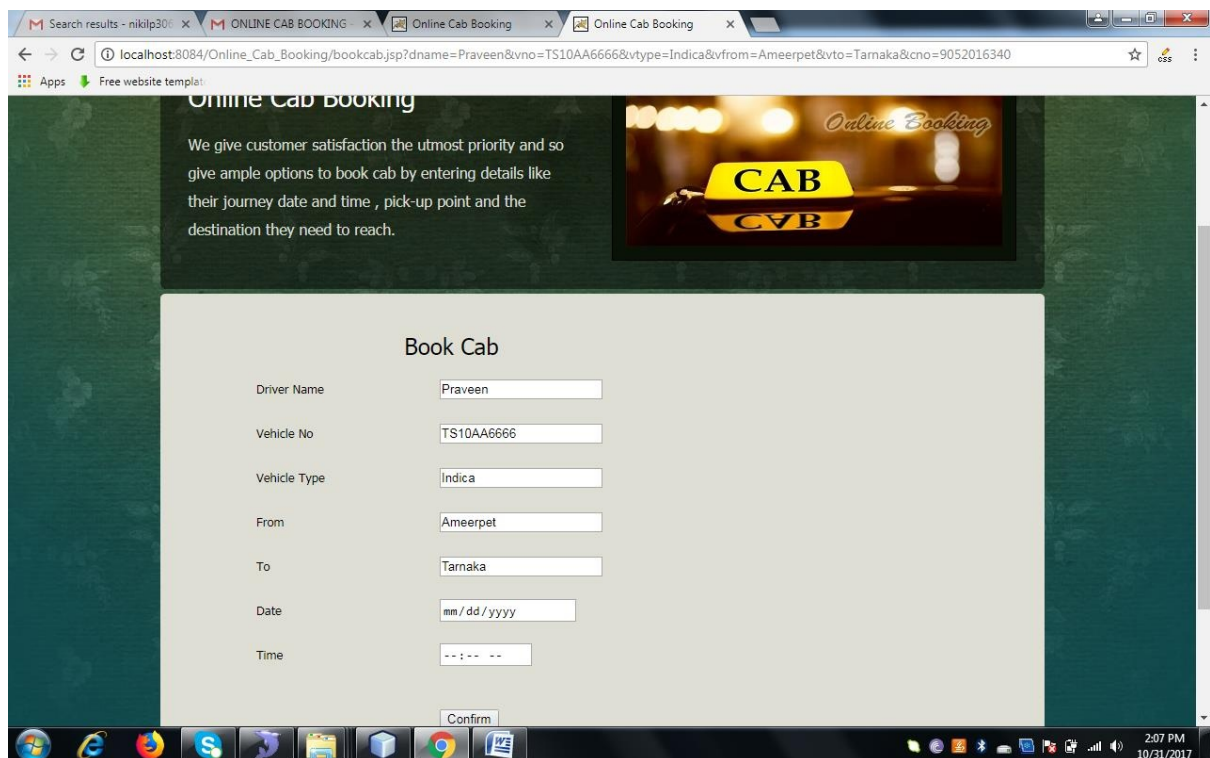 Search results - nikilp306
ONLINE CAB BOOKING -
Online Cab Booking
Online Cab Booking
localhost:8084/Online_Cab_Booking/bookcab.jsp?dname=Praveen&vno=TS10AA6666&vtype=Indica&vfrom=Ameerpet&vto=Tarnaka&cno=9052016340
css
Apps Free website templat
Online Cab Booking
We give customer satisfaction the utmost priority and so
give ample options to book cab by entering details like
their journey date and time , pick-up point and the
destination they need to reach.
Online Booking
CAB
CAB
Book Cab
Driver Name Praveen
Vehicle No TS10AA6666
Vehicle Type Indica
From Ameerpet
To Tarnaka
Date mm/dd/yyyy
Time --:-- --
Confirm
2:07 PM
10/31/2017